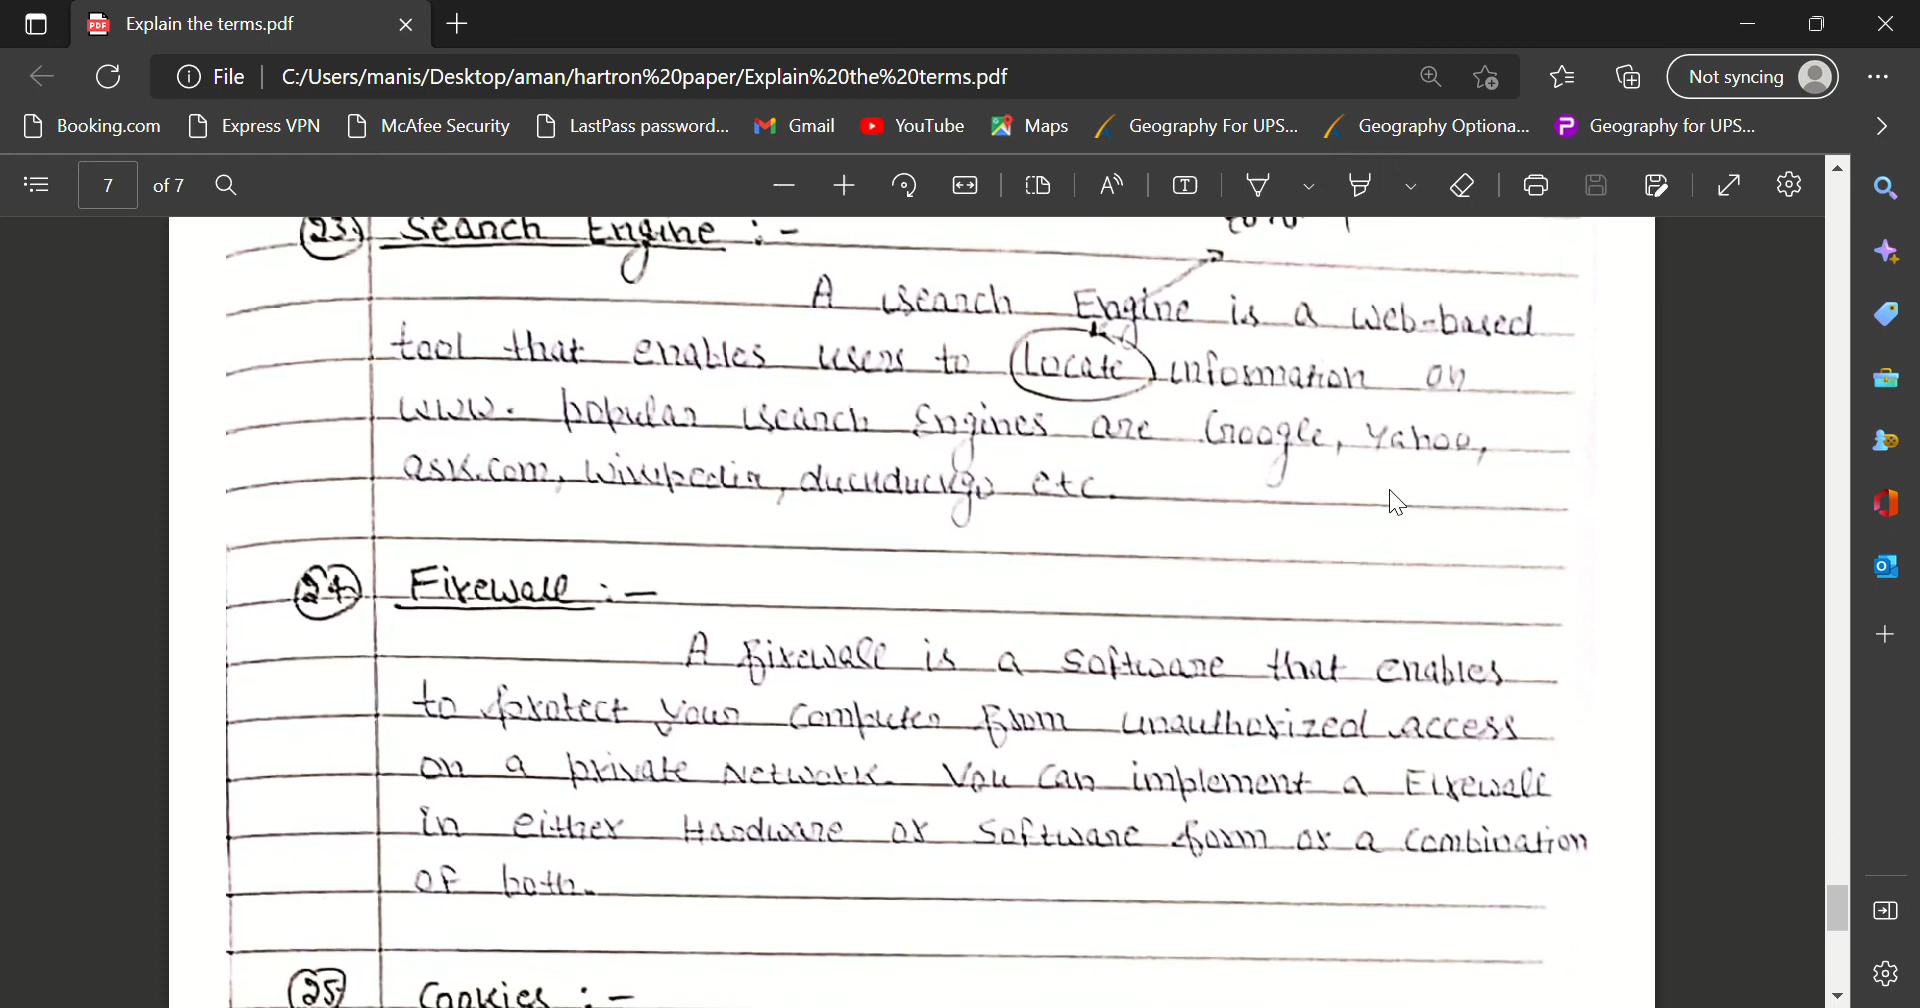 Explain the terms.pdf
File C:/Users/manis/Desktop/aman/hartron%20paper/Explain%20the%20terms.pdf
Not syncing
Booking.com Express VPN McAfee Security LastPass password... Gmail YouTube Maps Geography For UPS... Geography Optiona... Geography for UPS...
7 of 7
23. Search Engine :-
A search Engine is a web-based
tool that enables users to locate information on
www. popular search Engines are Google, Yahoo,
ask.com, wikipedia, duckduckgo etc.
24. Firewall :-
A firewall is a software that enables
to protect your computer from unauthorized access
on a private network. You can implement a Firewall
in either Hardware or software form or a combination
of both.
25. Cookies :-